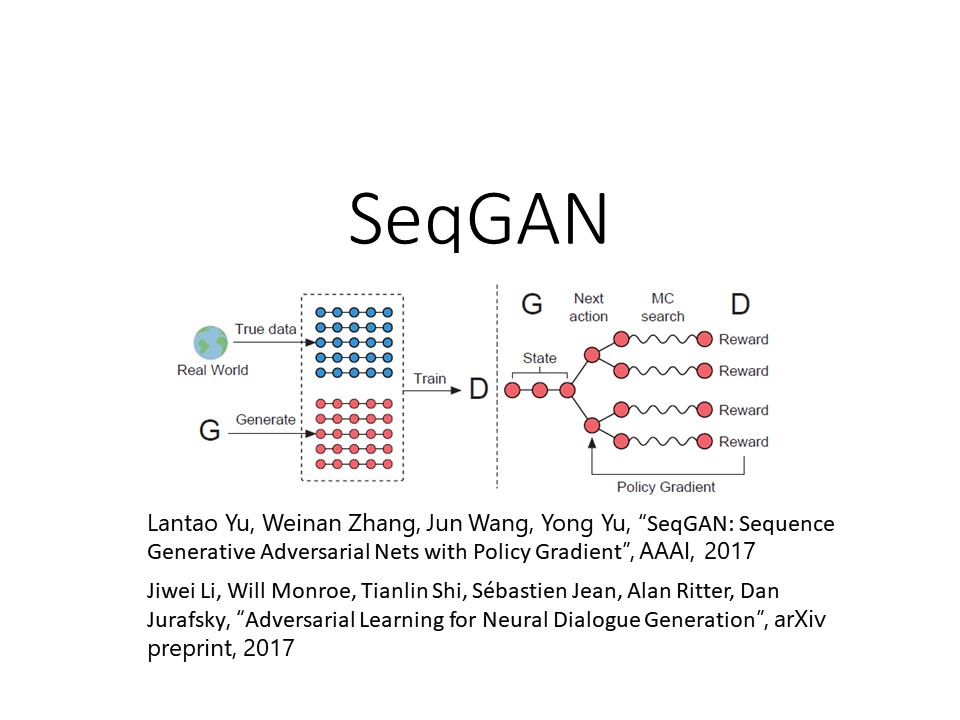 SeqGAN
True data
Real World
Generate
G
Train
D
G
Next
action
MC
search
D
State
Reward
Reward
Reward
Reward
Policy Gradient
Lantao Yu, Weinan Zhang, Jun Wang, Yong Yu, “SeqGAN: Sequence
Generative Adversarial Nets with Policy Gradient”, AAAI, 2017
Jiwei Li, Will Monroe, Tianlin Shi, Sébastien Jean, Alan Ritter, Dan
Jurafsky, “Adversarial Learning for Neural Dialogue Generation”, arXiv
preprint, 2017